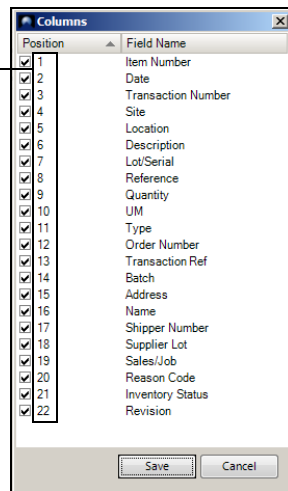 Columns
Position Field Name
1 Item Number
2 Date
3 Transaction Number
4 Site
5 Location
6 Description
7 Lot/Serial
8 Reference
9 Quantity
10 UM
11 Type
12 Order Number
13 Transaction Ref
14 Batch
15 Address
16 Name
17 Shipper Number
18 Supplier Lot
19 Sales/Job
20 Reason Code
21 Inventory Status
22 Revision
Save Cancel